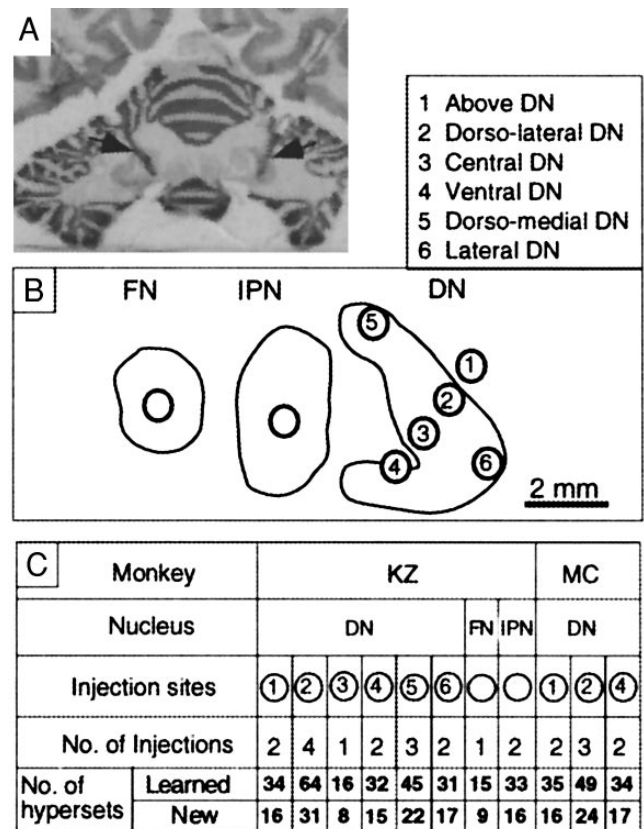 A
1 Above DN
2 Dorso-lateral DN
3 Central DN
4 Ventral DN
5 Dorso-medial DN
6 Lateral DN
B FN IPN DN
5
1
2
3
4
6
2 mm
C Monkey KZ MC
Nucleus DN FN IPN DN
Injection sites 1 2 3 4 5 6 1 2 4
No. of Injections 2 4 1 2 3 2 1 2 2 3 2
No. of hypersets Learned 34 64 16 32 45 31 15 33 35 49 34
New 16 31 8 15 22 17 9 16 16 24 17